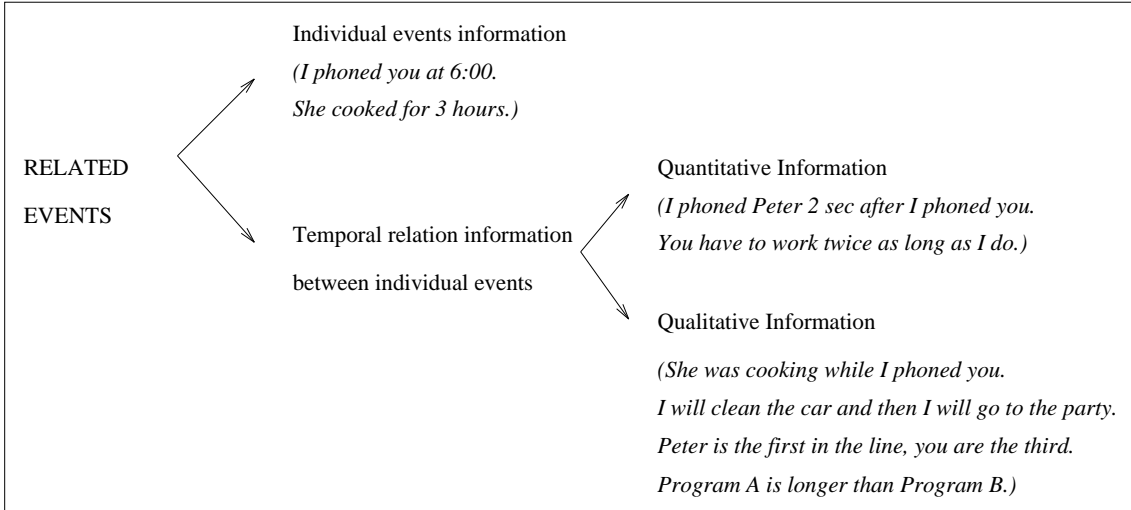 Individual events information
(I phoned you at 6:00.
She cooked for 3 hours.)
RELATED
EVENTS
Temporal relation information
between individual events
Quantitative Information
(I phoned Peter 2 sec after I phoned you.
You have to work twice as long as I do.)
Qualitative Information
(She was cooking while I phoned you.
I will clean the car and then I will go to the party.
Peter is the first in the line, you are the third.
Program A is longer than Program B.)